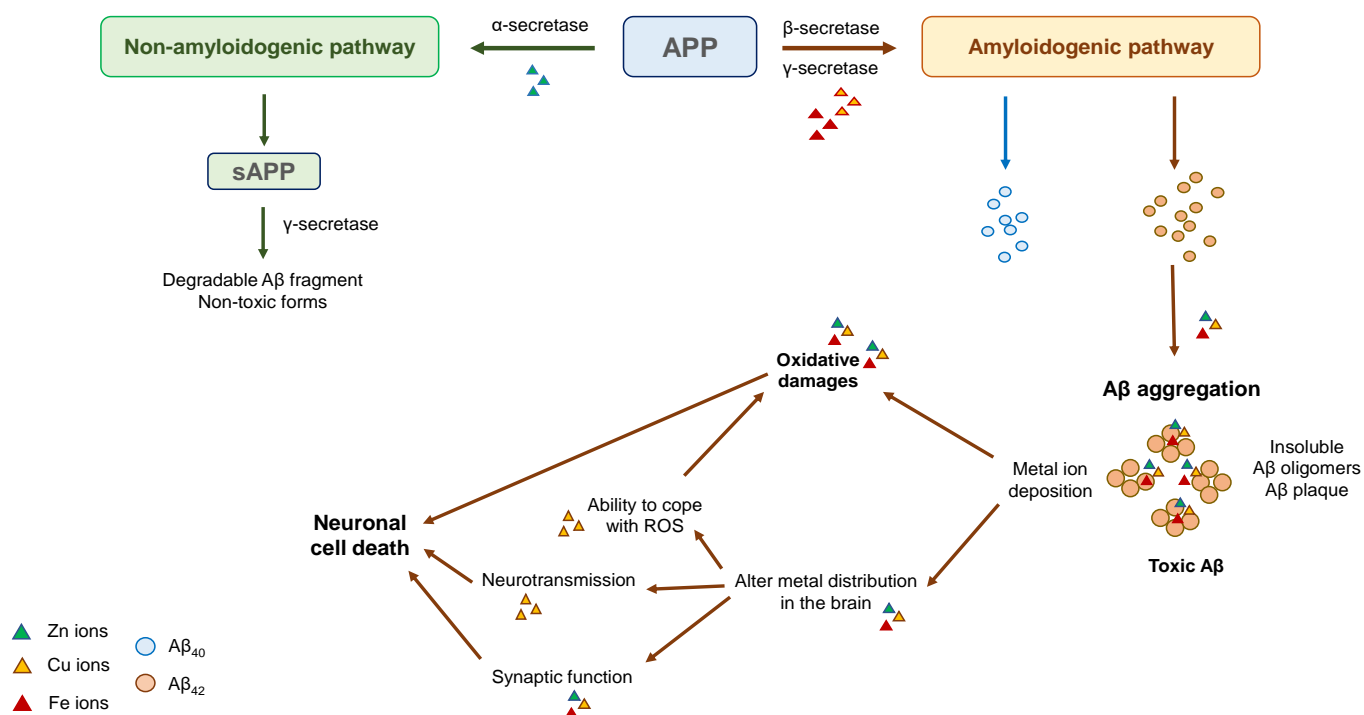 Non-amyloidogenic pathway
α-secretase
APP
β-secretase
γ-secretase
Amyloidogenic pathway
sAPP
γ-secretase
Degradable Aβ fragment
Non-toxic forms
Oxidative
damages
Aβ aggregation
Insoluble
Aβ oligomers
Aβ plaque
Toxic Aβ
Metal ion
deposition
Ability to cope
with ROS
Neuronal
cell death
Neurotransmission
Alter metal distribution
in the brain
Synaptic function
Zn ions
Cu ions
Fe ions
Aβ40
Aβ42